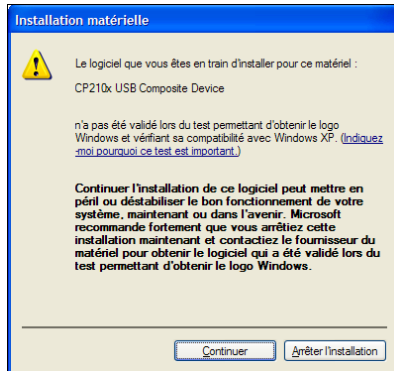 Installation matérielle
Le logiciel que vous êtes en train d'installer pour ce matériel :
CP210x USB Composite Device
n'a pas été validé lors du test permettant d'obtenir le logo
Windows et vérifiant sa compatibilité avec Windows XP. (Indiquez
-moi pourquoi ce test est important.)
Continuer l'installation de ce logiciel peut mettre en
péril ou déstabiliser le bon fonctionnement de votre
système, maintenant ou dans l'avenir. Microsoft
recommande fortement que vous arrêtiez cette
installation maintenant et contactiez le fournisseur du
matériel pour obtenir le logiciel qui a été validé lors du
test permettant d'obtenir le logo Windows.
Continuer
Arrêter l'installation